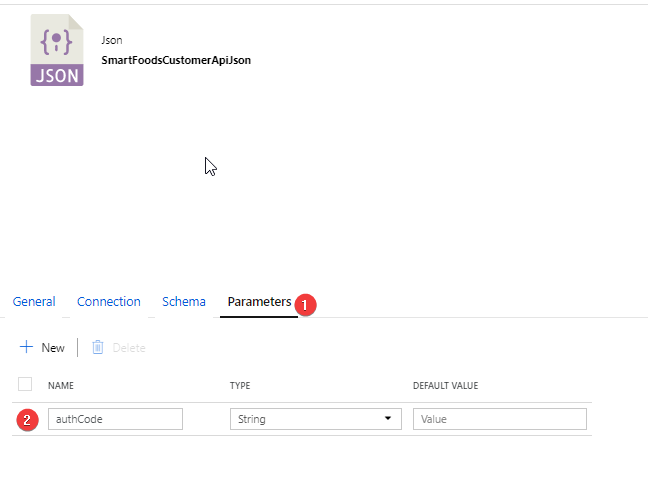 JSON
Json
SmartFoodsCustomerApiJson
General Connection Schema Parameters 1
New Delete
NAME TYPE DEFAULT VALUE
2 authCode String Value